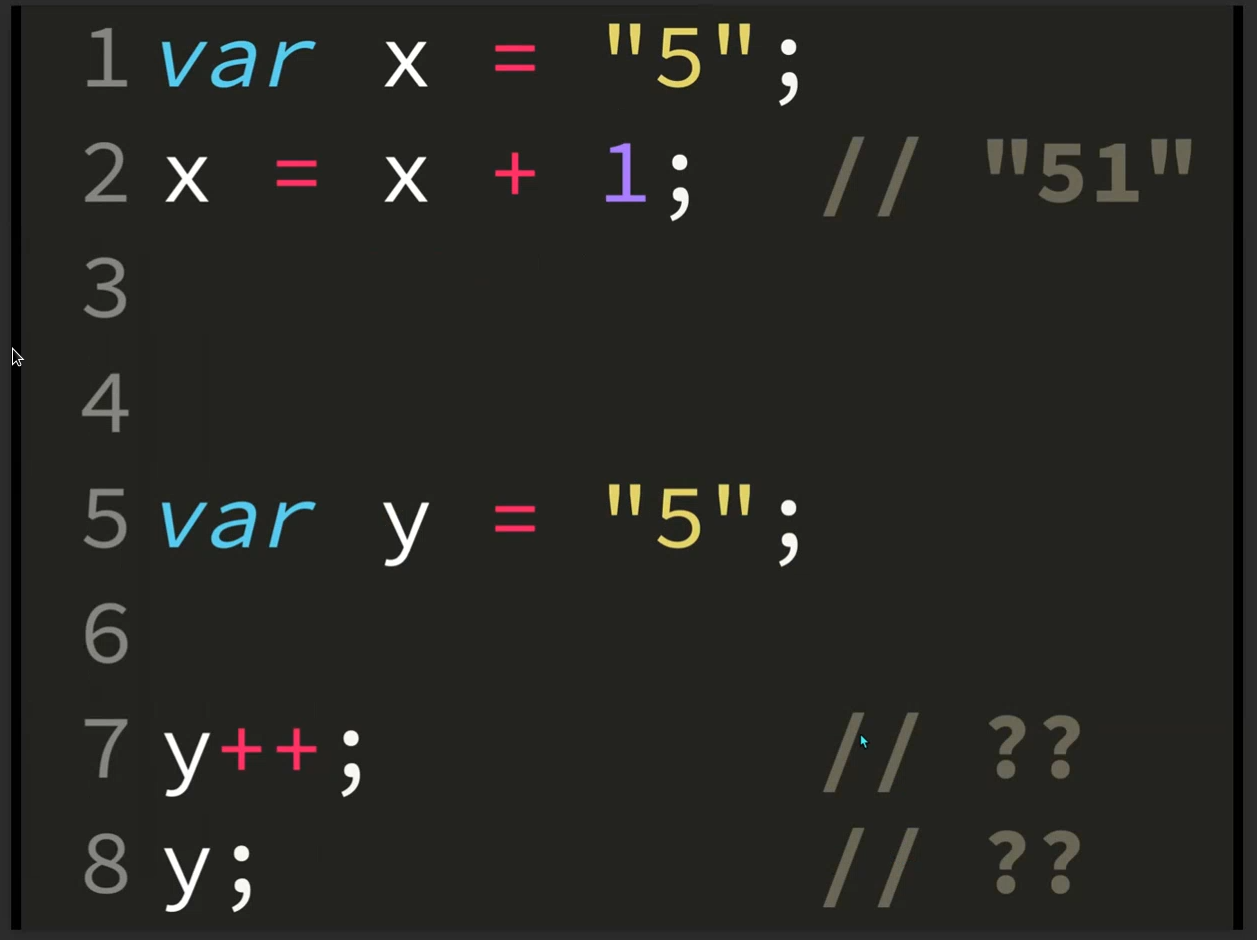 1 var x = "5";
2 x = x + 1; // "51"
3
4
5 var y = "5";
6
7 y++; // ??
8 y; // ??